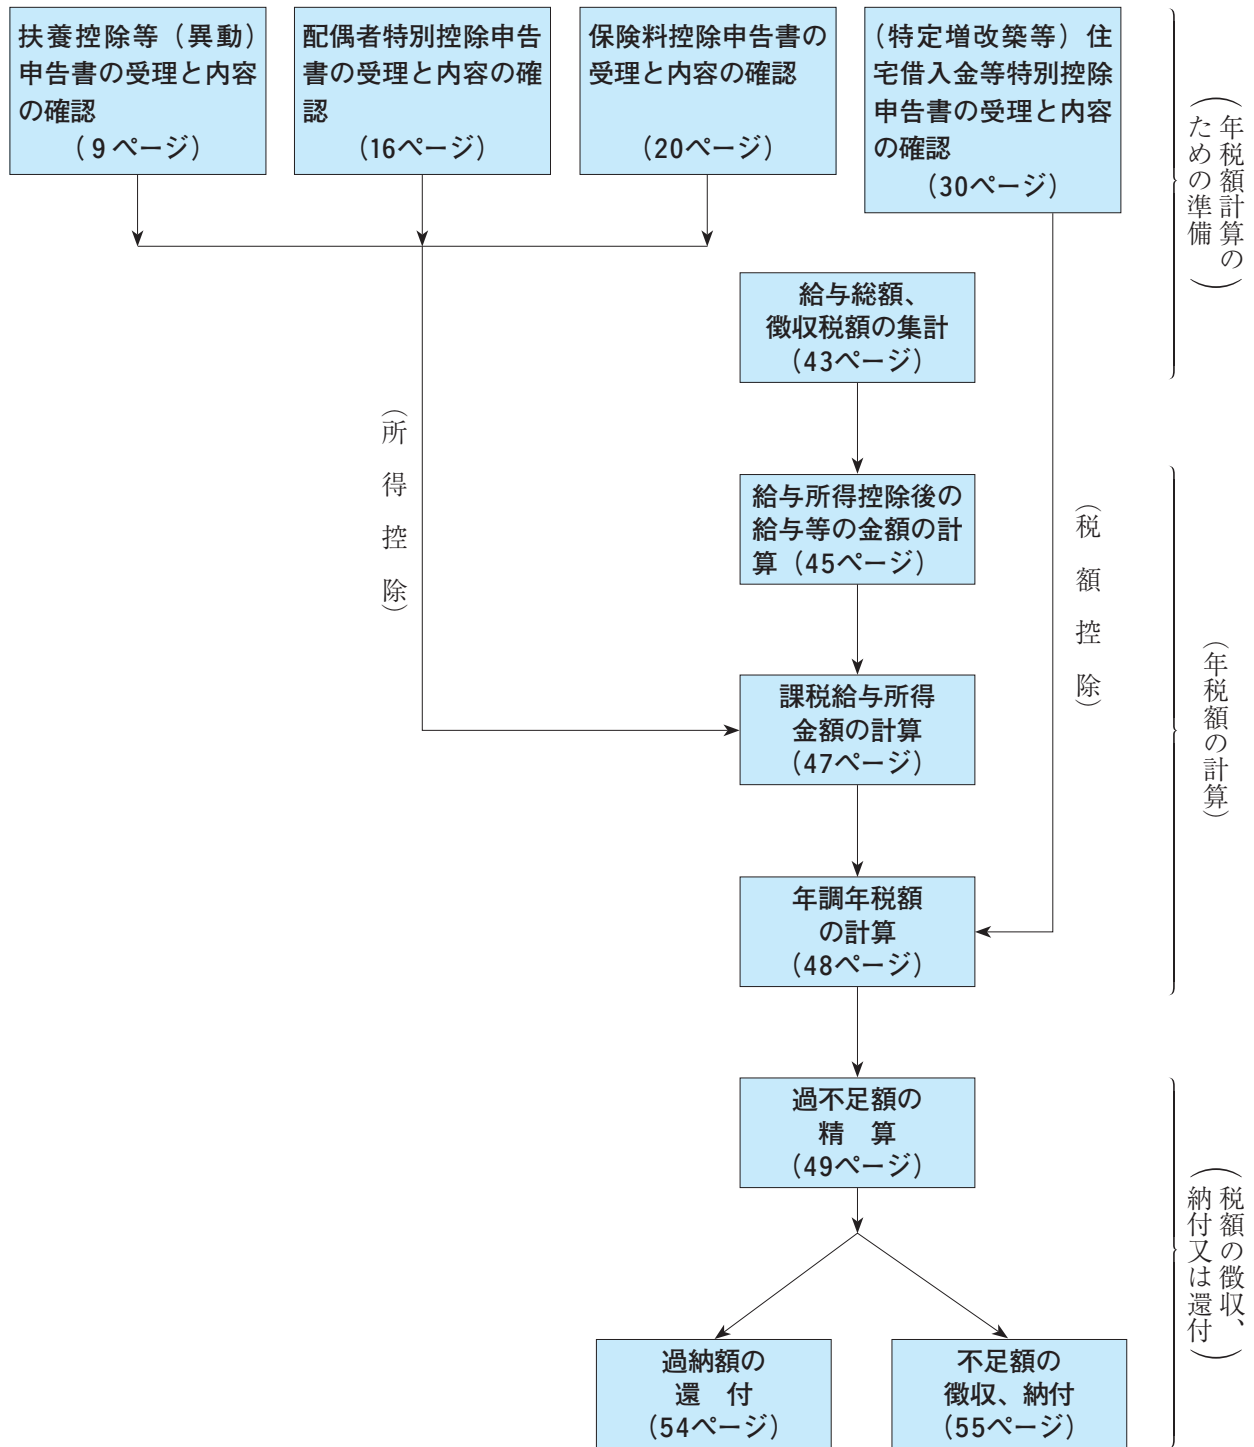 扶養控除等（異動）
申告書の受理と内容
の確認
（9ページ）
配偶者特別控除申告
書の受理と内容の確
認
（16ページ）
保険料控除申告書の
受理と内容の確認
（20ページ）
（特定増改築等）住
宅借入金等特別控除
申告書の受理と内容
の確認
（30ページ）
（年税額計算の
ための準備）
給与総額、
徴収税額の集計
（43ページ）
（所得控除）
（税額控除）
給与所得控除後の
給与等の金額の計
算（45ページ）
課税給与所得
金額の計算
（47ページ）
（年税額の計算）
年調年税額
の計算
（48ページ）
過不足額の
精　算
（49ページ）
（税額の徴収、
納付又は還付）
過納額の
還　付
（54ページ）
不足額の
徴収、納付
（55ページ）